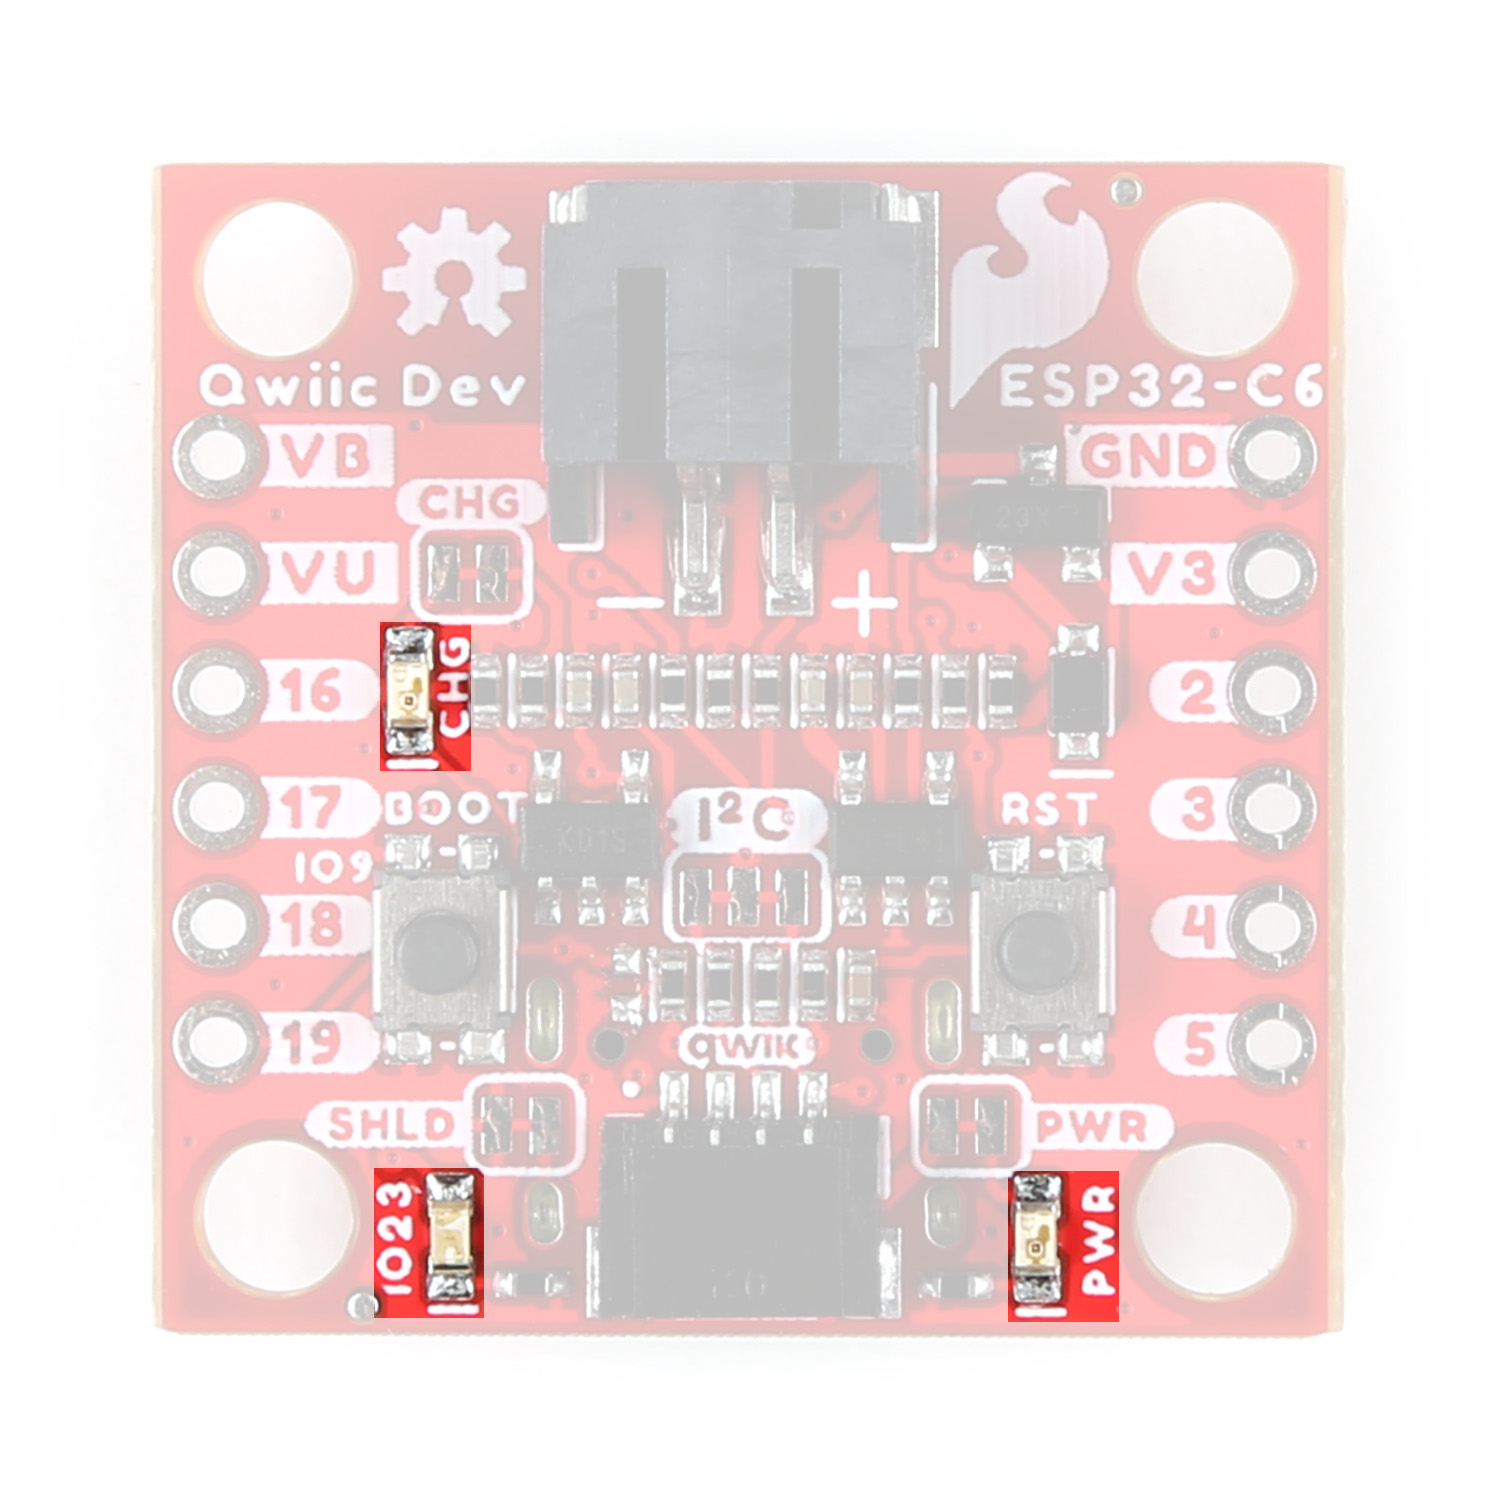 Qwiic Dev
ESP32-C6
VB
GND
CHG
VU
V3
− +
CHG
16
2
17
BOOT
I²C
RST
3
IO9
18
4
19
qwiic
5
SHLD
PWR
IO23
PWR